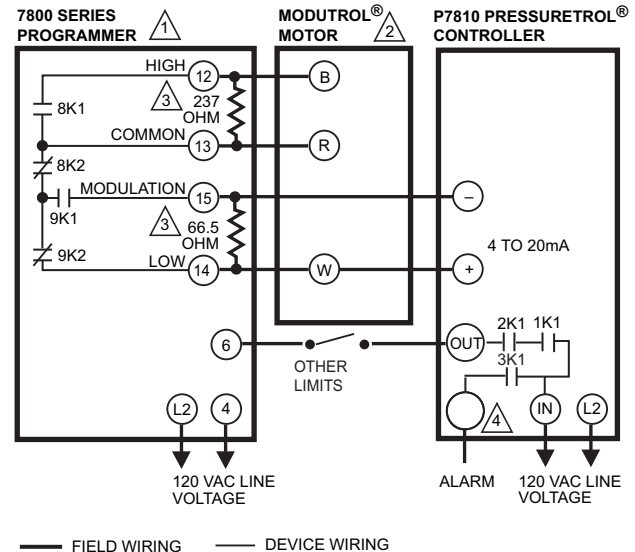 7800 SERIES
PROGRAMMER
1
MODUTROL®
MOTOR
2
P7810 PRESSURETROL®
CONTROLLER
HIGH
12
B
3
237
OHM
8K1
COMMON
13
R
8K2
MODULATION
15
–
9K1
3
66.5
OHM
4 TO 20mA
9K2
LOW
14
W
+
2K1
1K1
6
OUT
OTHER
LIMITS
3K1
L2
4
4
IN
L2
120 VAC LINE
VOLTAGE
ALARM
120 VAC LINE
VOLTAGE
FIELD WIRING
DEVICE WIRING